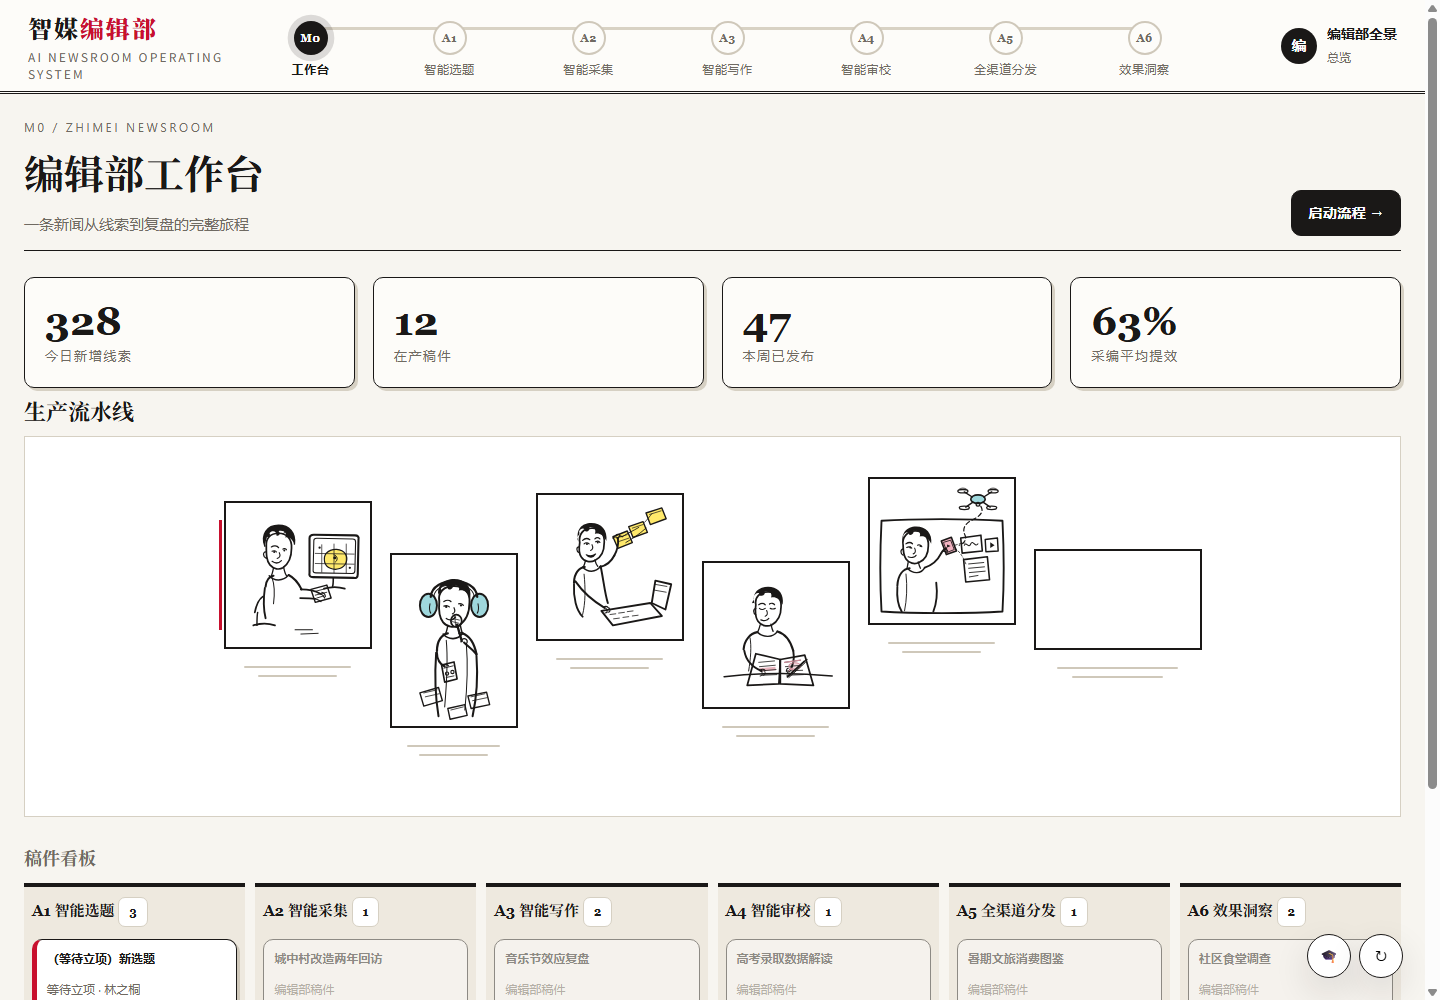 智媒编辑部
AI NEWSROOM OPERATING
SYSTEM
M0
工作台
A1
智能选题
A2
智能采集
A3
智能写作
A4
智能审校
A5
全渠道分发
A6
效果洞察
编
编辑部全景
总览
M0 / ZHIMEI NEWSROOM
编辑部工作台
一条新闻从线索到复盘的完整旅程
启动流程 →
328
今日新增线索
12
在产稿件
47
本周已发布
63%
采编平均提效
生产流水线
稿件看板
A1 智能选题 3
（等待立项）新选题
等待立项 · 林之桐
A2 智能采集 1
城中村改造两年回访
编辑部稿件
A3 智能写作 2
音乐节效应复盘
编辑部稿件
A4 智能审校 1
高考录取数据解读
编辑部稿件
A5 全渠道分发 1
暑期文旅消费图鉴
编辑部稿件
A6 效果洞察 2
社区食堂调查
编辑部稿件